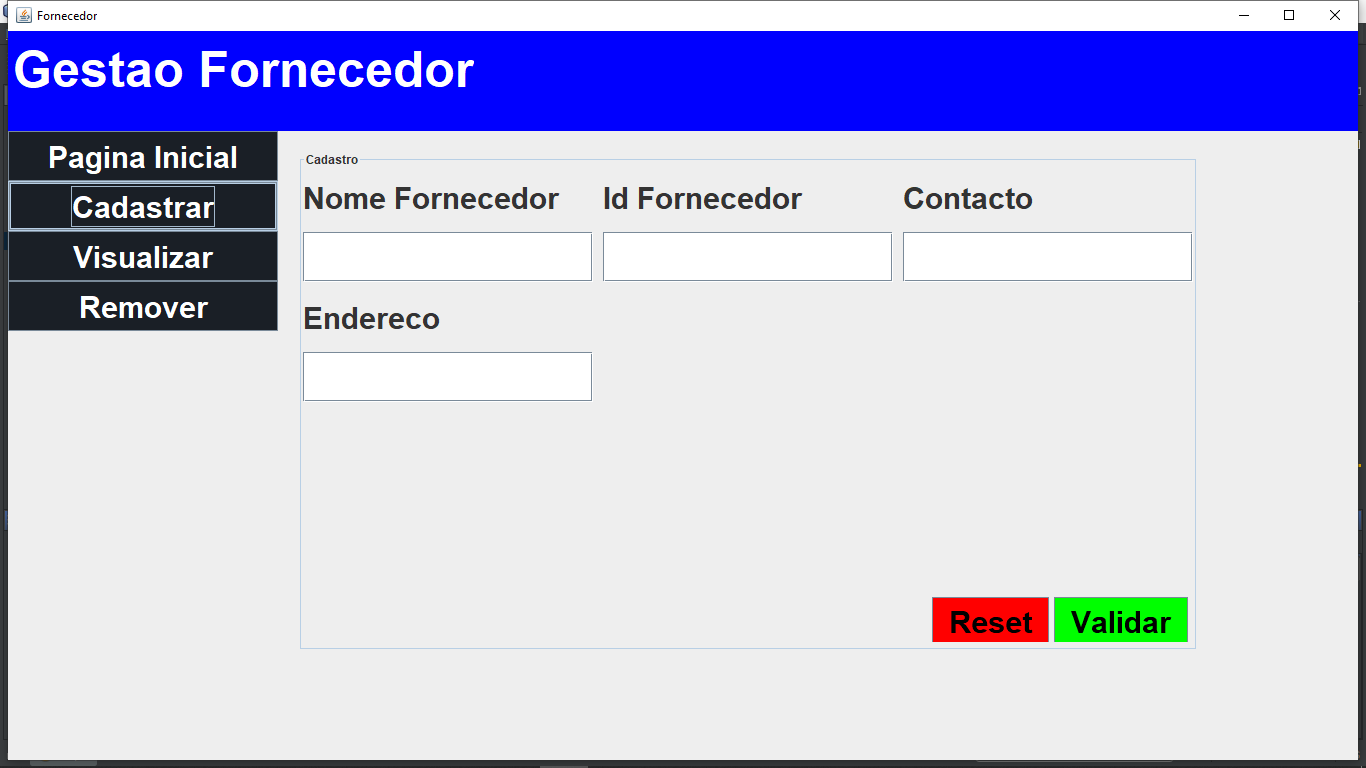 Fornecedor
Gestao Fornecedor
Pagina Inicial
Cadastrar
Visualizar
Remover
Cadastro
Nome Fornecedor Id Fornecedor Contacto
Endereco
Reset Validar